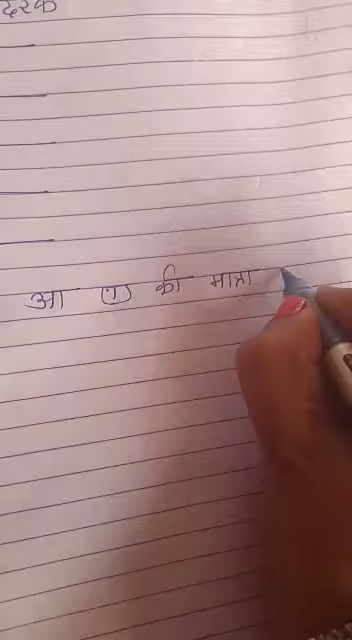 आ (ा) की मात्रा